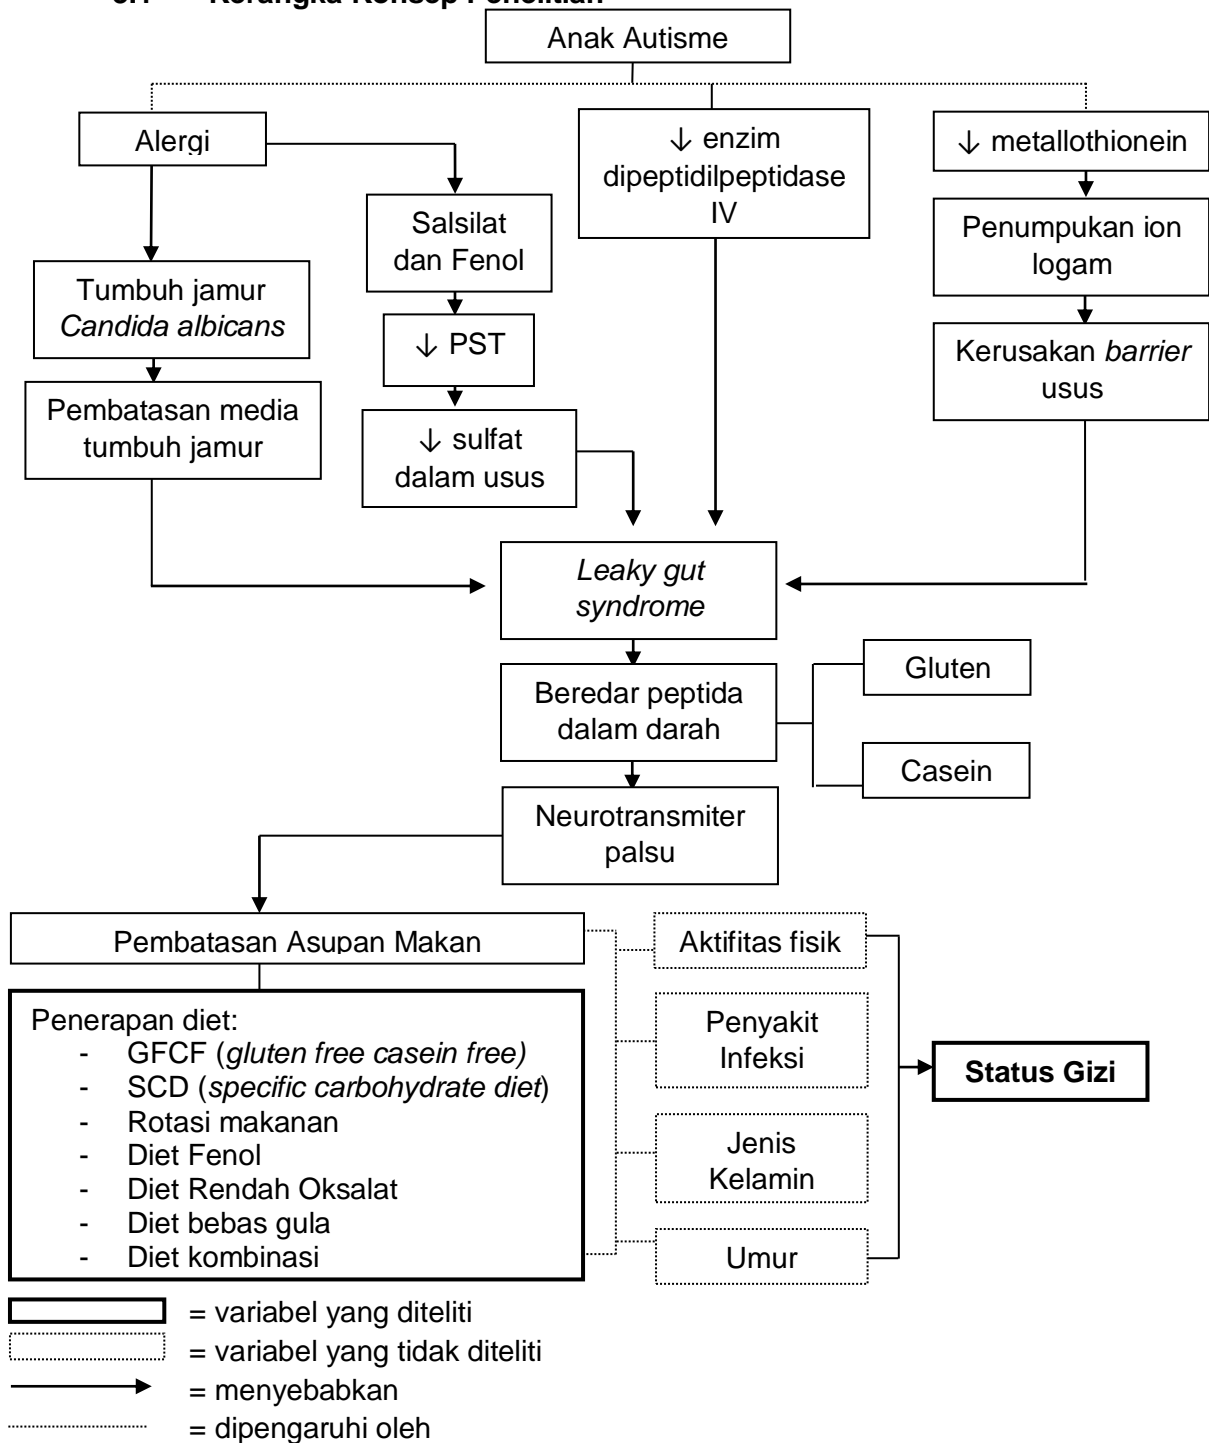 Kerangka Konsep Penelitian
Anak Autisme
Alergi
↓ enzim
dipeptidilpeptidase
IV
↓ metallothionein
Salsilat
dan Fenol
Penumpukan ion
logam
Tumbuh jamur
Candida albicans
↓ PST
Kerusakan barrier
usus
Pembatasan media
tumbuh jamur
↓ sulfat
dalam usus
Leaky gut
syndrome
Beredar peptida
dalam darah
Gluten
Casein
Neurotransmiter
palsu
Pembatasan Asupan Makan
Penerapan diet:
- GFCF (gluten free casein free)
- SCD (specific carbohydrate diet)
- Rotasi makanan
- Diet Fenol
- Diet Rendah Oksalat
- Diet bebas gula
- Diet kombinasi
Aktifitas fisik
Penyakit
Infeksi
Jenis
Kelamin
Umur
Status Gizi
= variabel yang diteliti
= variabel yang tidak diteliti
= menyebabkan
= dipengaruhi oleh